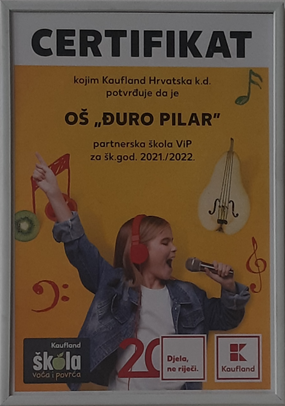 CERTIFIKAT
kojim Kaufland Hrvatska k.d.
potvrđuje da je
OŠ „ĐURO PILAR”
partnerska škola ViP
za šk.god. 2021./2022.
Kaufland
škola
voća i povrća
20
Djela,
ne riječi.
Kaufland